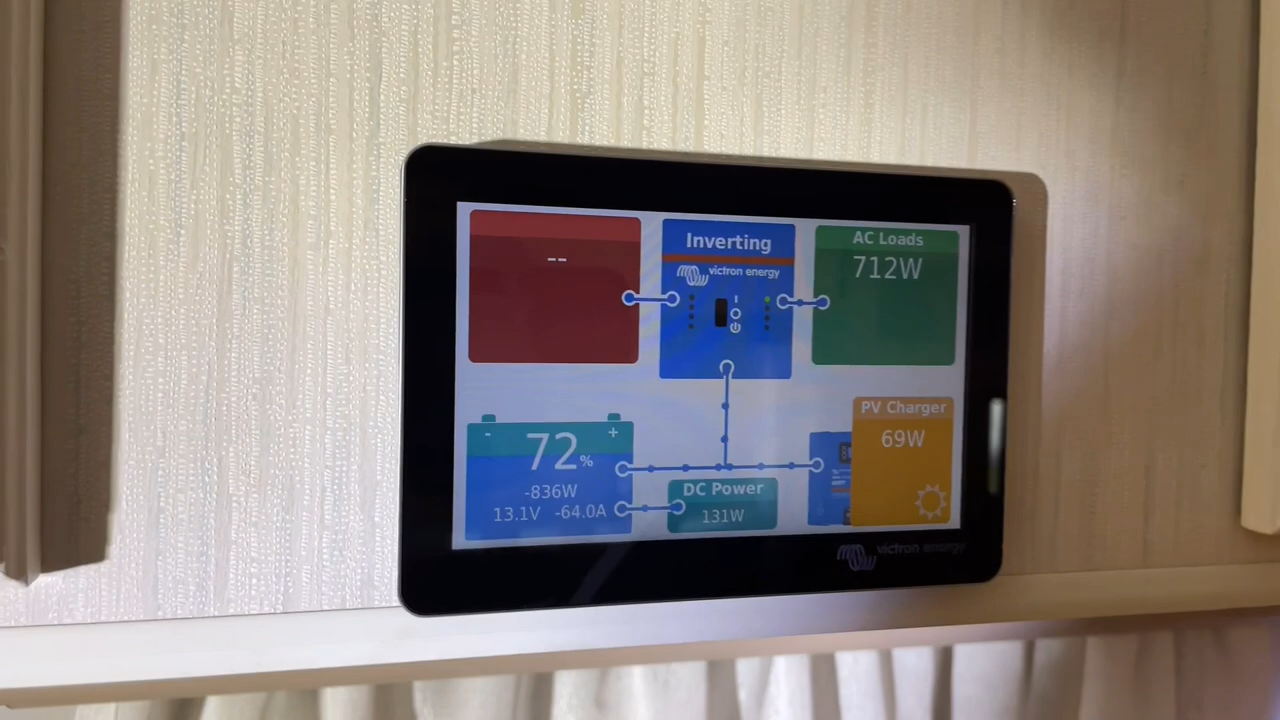 --
Inverting
victron energy
AC Loads
712W
- +
72%
-836W
13.1V -64.0A
DC Power
131W
PV Charger
69W
victron energy